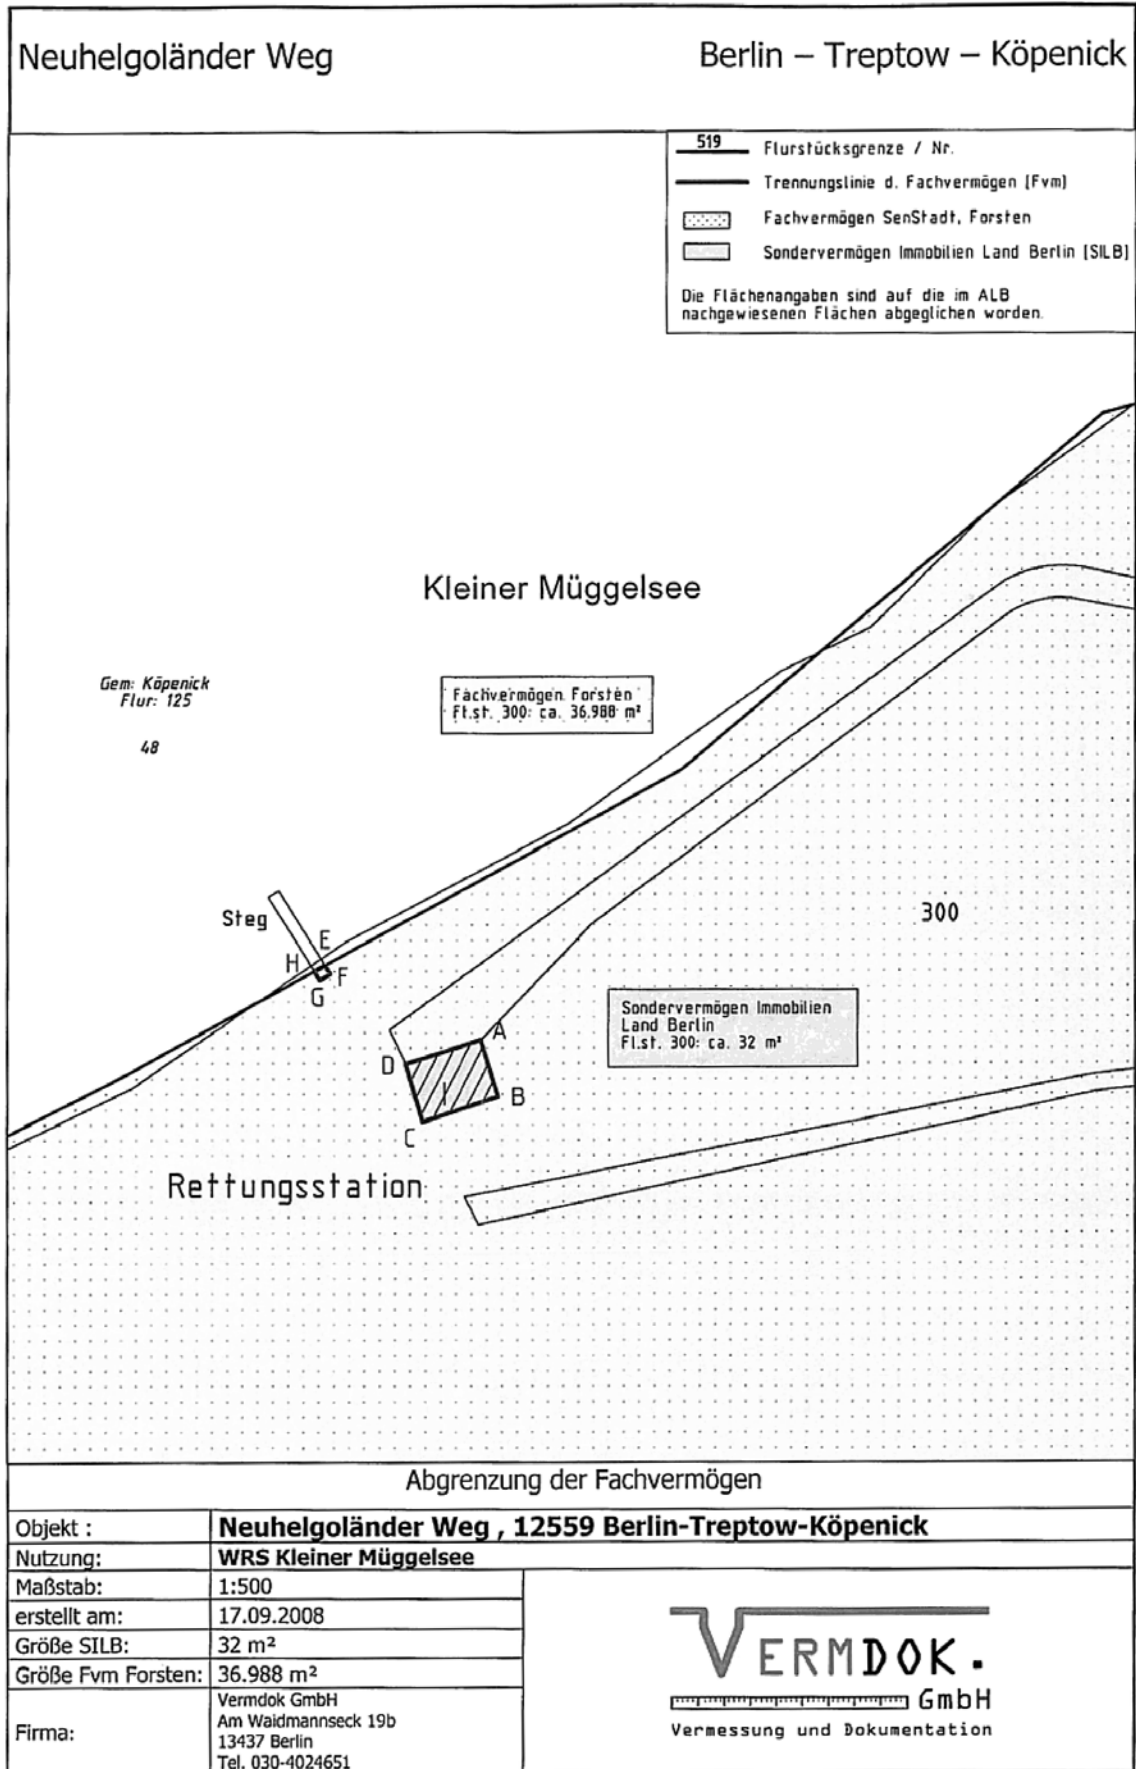 Neuhelgoländer Weg
Berlin – Treptow – Köpenick
519 Flurstücksgrenze / Nr.
Trennungslinie d. Fachvermögen (Fvm)
Fachvermögen SenStadt, Forsten
Sondervermögen Immobilien Land Berlin (SILB)
Die Flächenangaben sind auf die im ALB
nachgewiesenen Flächen abgeglichen worden.
Kleiner Müggelsee
Gem: Köpenick
Flur: 125
48
Fachvermögen Forsten
Fl.st. 300: ca. 36.988 m²
300
Steg
E
H
F
G
Sondervermögen Immobilien
Land Berlin
Fl.st. 300: ca. 32 m²
A
D
I
B
C
Rettungsstation
Abgrenzung der Fachvermögen
Objekt : Neuhelgoländer Weg , 12559 Berlin-Treptow-Köpenick
Nutzung: WRS Kleiner Müggelsee
Maßstab: 1:500
erstellt am: 17.09.2008
Größe SILB: 32 m²
Größe Fvm Forsten: 36.988 m²
Firma: Vermdok GmbH
Am Waidmannseck 19b
13437 Berlin
Tel. 030-4024651
VERMDOK.
GmbH
Vermessung und Dokumentation